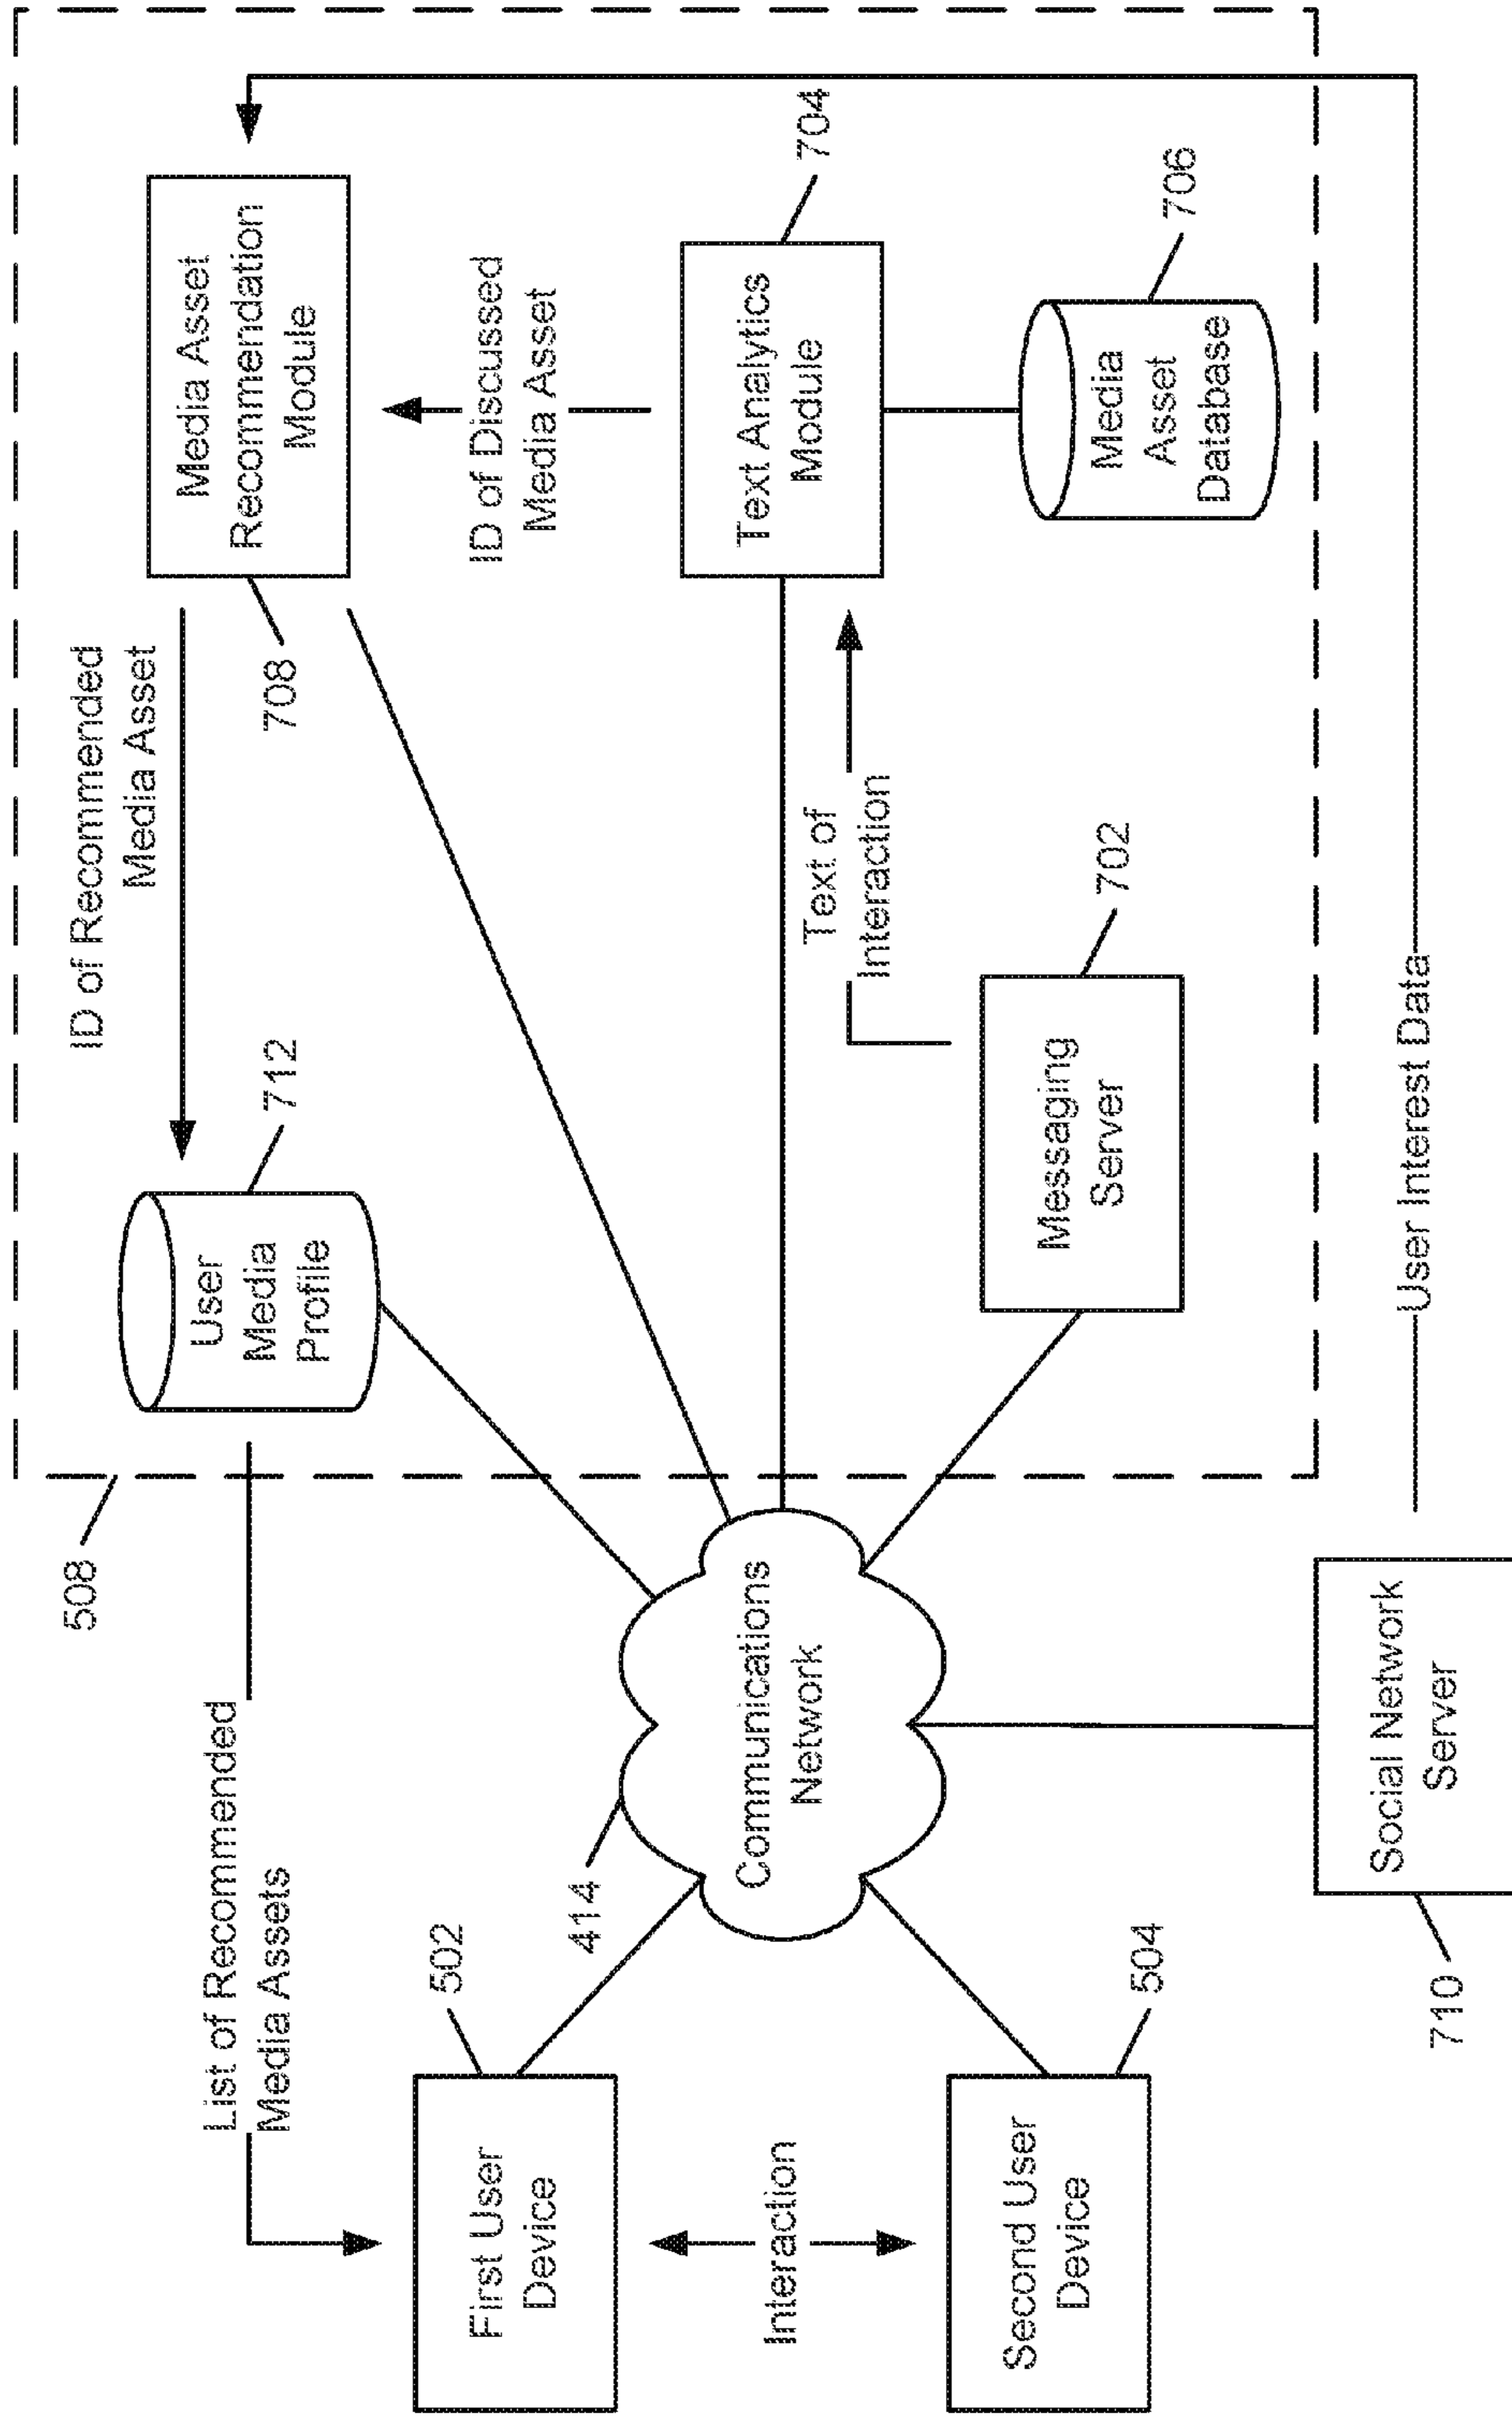 List of Recommended
Media Assets
508
User
Media
Profile
712
ID of Recommended
Media Asset
Media Asset
Recommendation
Module
708
First User
Device
502
414
Communications
Network
ID of Discussed
Media Asset
Interaction
Text Analytics
Module
704
Text of
Interaction
Second User
Device
504
Messaging
Server
702
Media
Asset
Database
706
Social Network
Server
710
User Interest Data